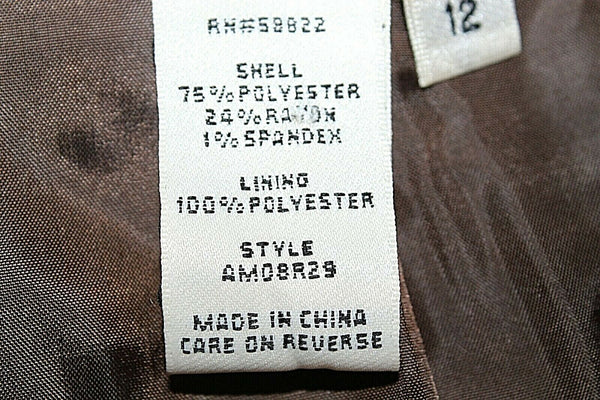 RN#59822
12
SHELL
75%POLYESTER
24%RAYON
1%SPANDEX
LINING
100%POLYESTER
STYLE
AM08R29
MADE IN CHINA
CARE ON REVERSE